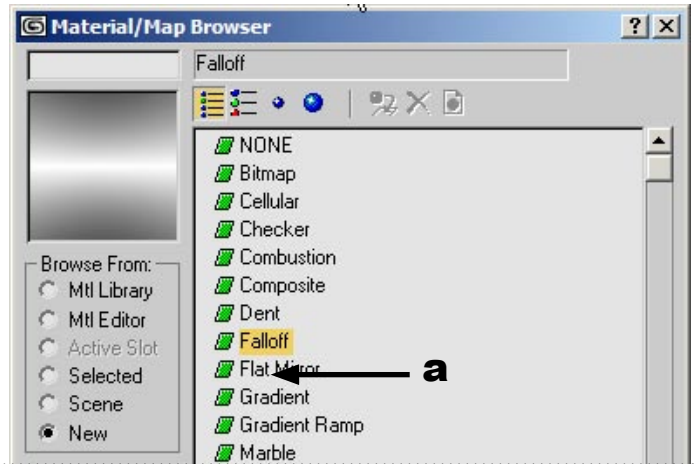 Material/Map Browser
Falloff
NONE
Bitmap
Cellular
Checker
Combustion
Composite
Dent
Falloff
Flat Mirror
a
Gradient
Gradient Ramp
Marble
Browse From:
Mtl Library
Mtl Editor
Active Slot
Selected
Scene
New